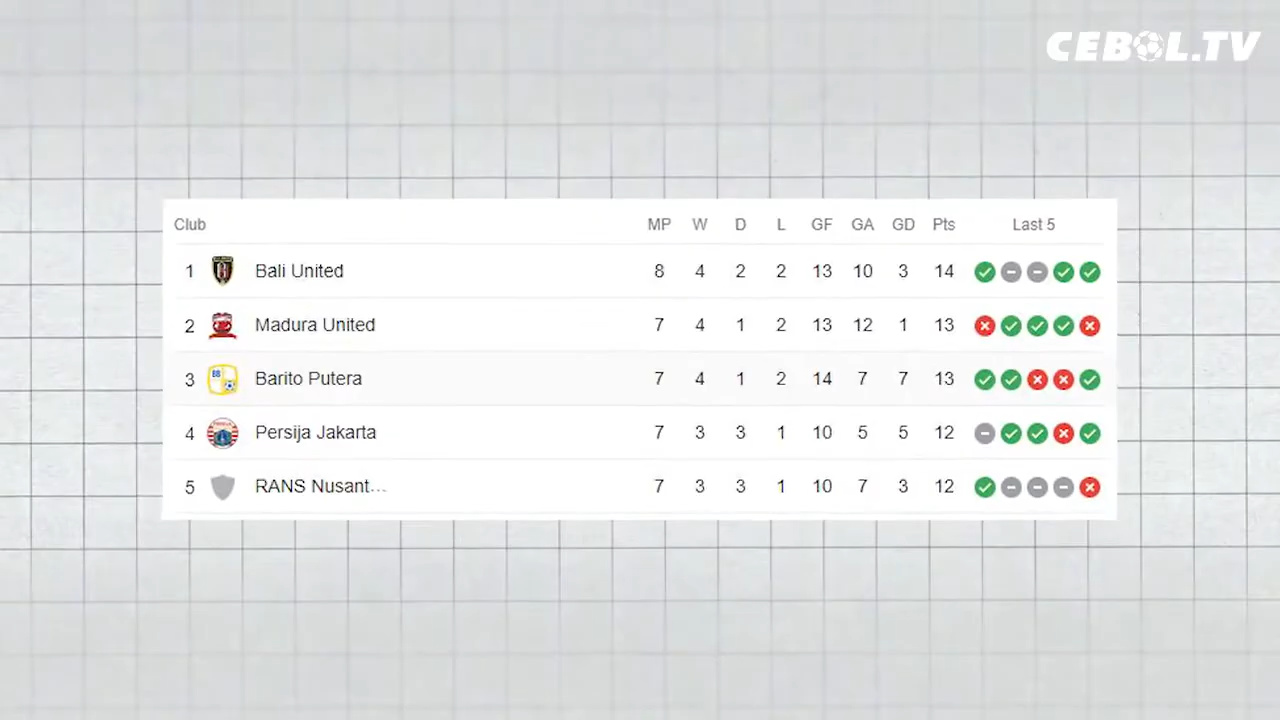 CEBOL.TV
Club MP W D L GF GA GD Pts Last 5
1 Bali United 8 4 2 2 13 10 3 14
2 Madura United 7 4 1 2 13 12 1 13
3 Barito Putera 7 4 1 2 14 7 7 13
4 Persija Jakarta 7 3 3 1 10 5 5 12
5 RANS Nusant... 7 3 3 1 10 7 3 12